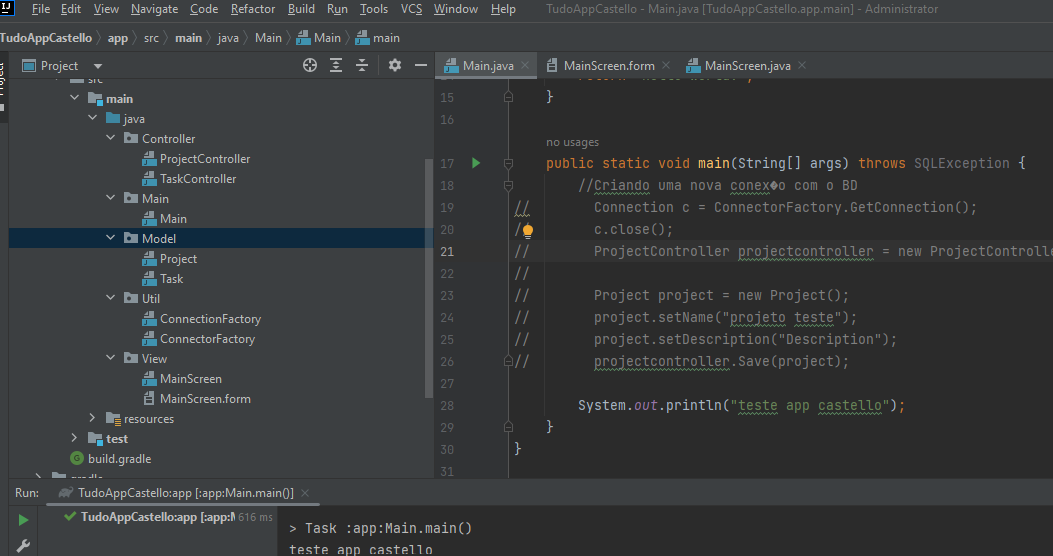 File Edit View Navigate Code Refactor Build Run Tools VCS Window Help TudoAppCastello - Main.java [TudoAppCastello.app.main] - Administrator
TudoAppCastello app src main java Main Main main
Project
Project
Main.java MainScreen.form MainScreen.java
src
main
java
Controller
ProjectController
TaskController
Main
Main
Model
Project
Task
Util
ConnectionFactory
ConnectorFactory
View
MainScreen
MainScreen.form
resources
test
build.gradle
gradle
15 }
16
no usages
17 public static void main(String[] args) throws SQLException {
18 //Criando uma nova conex�o com o BD
19 // Connection c = ConnectorFactory.GetConnection();
20 // c.close();
21 // ProjectController projectcontroller = new ProjectControlle
22 //
23 // Project project = new Project();
24 // project.setName("projeto teste");
25 // project.setDescription("Description");
26 // projectcontroller.Save(project);
27
28 System.out.println("teste app castello");
29 }
30 }
31
Run: TudoAppCastello:app [:app:Main.main()]
TudoAppCastello:app [:app:M 616 ms
> Task :app:Main.main()
teste app castello